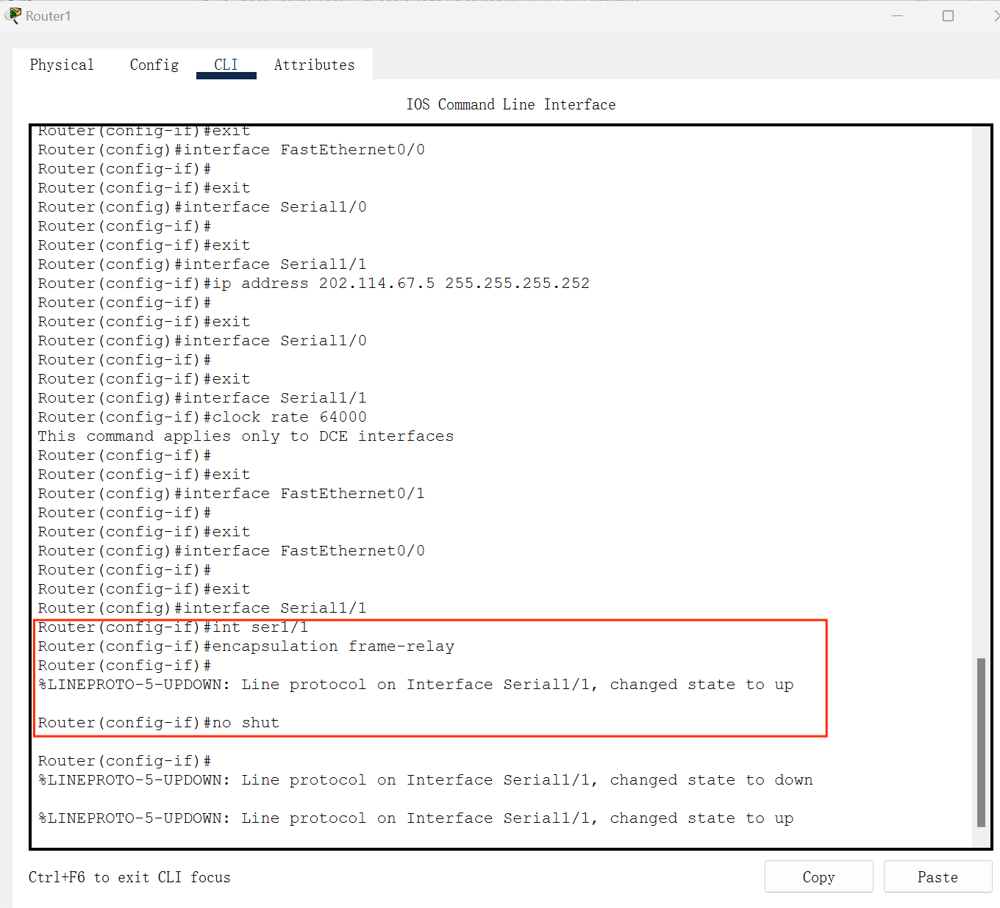 Router1
Physical Config CLI Attributes
IOS Command Line Interface
Router(config-if)#exit
Router(config)#interface FastEthernet0/0
Router(config-if)#
Router(config-if)#exit
Router(config)#interface Serial1/0
Router(config-if)#
Router(config-if)#exit
Router(config)#interface Serial1/1
Router(config-if)#ip address 202.114.67.5 255.255.255.252
Router(config-if)#
Router(config-if)#exit
Router(config)#interface Serial1/0
Router(config-if)#
Router(config-if)#exit
Router(config)#interface Serial1/1
Router(config-if)#clock rate 64000
This command applies only to DCE interfaces
Router(config-if)#
Router(config-if)#exit
Router(config)#interface FastEthernet0/1
Router(config-if)#
Router(config-if)#exit
Router(config)#interface FastEthernet0/0
Router(config-if)#
Router(config-if)#exit
Router(config)#interface Serial1/1
Router(config-if)#int ser1/1
Router(config-if)#encapsulation frame-relay
Router(config-if)#
%LINEPROTO-5-UPDOWN: Line protocol on Interface Serial1/1, changed state to up
Router(config-if)#no shut
Router(config-if)#
%LINEPROTO-5-UPDOWN: Line protocol on Interface Serial1/1, changed state to down
%LINEPROTO-5-UPDOWN: Line protocol on Interface Serial1/1, changed state to up
Ctrl+F6 to exit CLI focus
Copy Paste